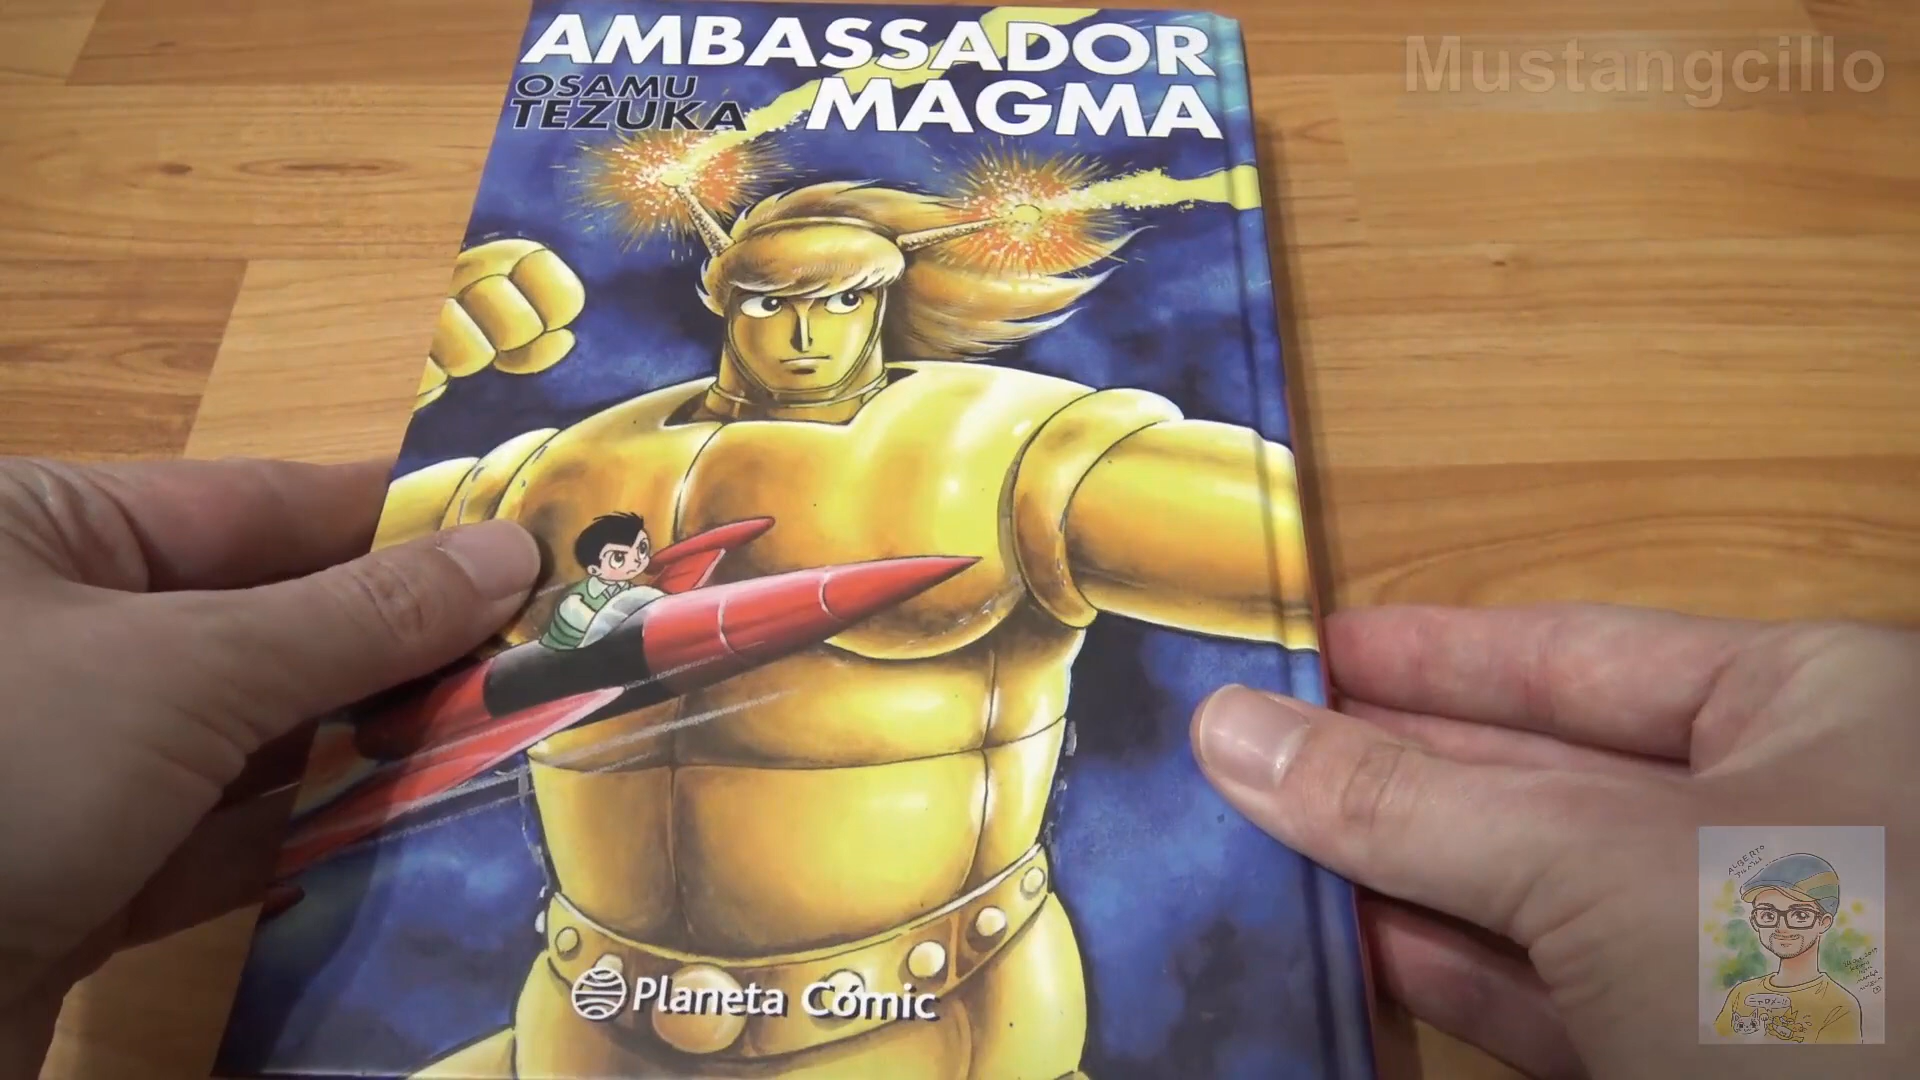 AMBASSADOR
MAGMA
OSAMU
TEZUKA
Mustangcillo
Planeta Cómic
ALBERTO